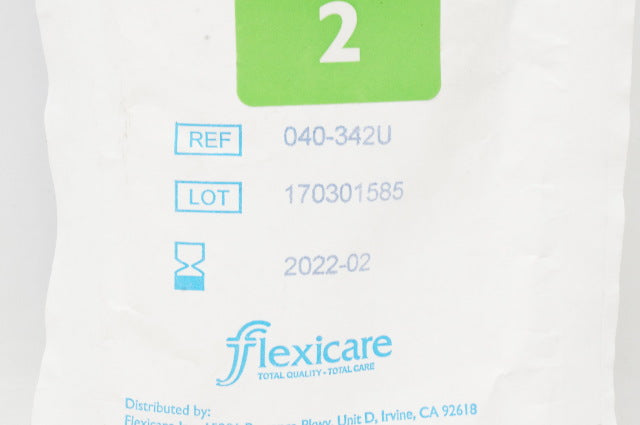 2
REF 040-342U
LOT 170301585
2022-02
flexicare
TOTAL QUALITY - TOTAL CARE
Distributed by:
Pkwy, Unit D, Irvine, CA 92618